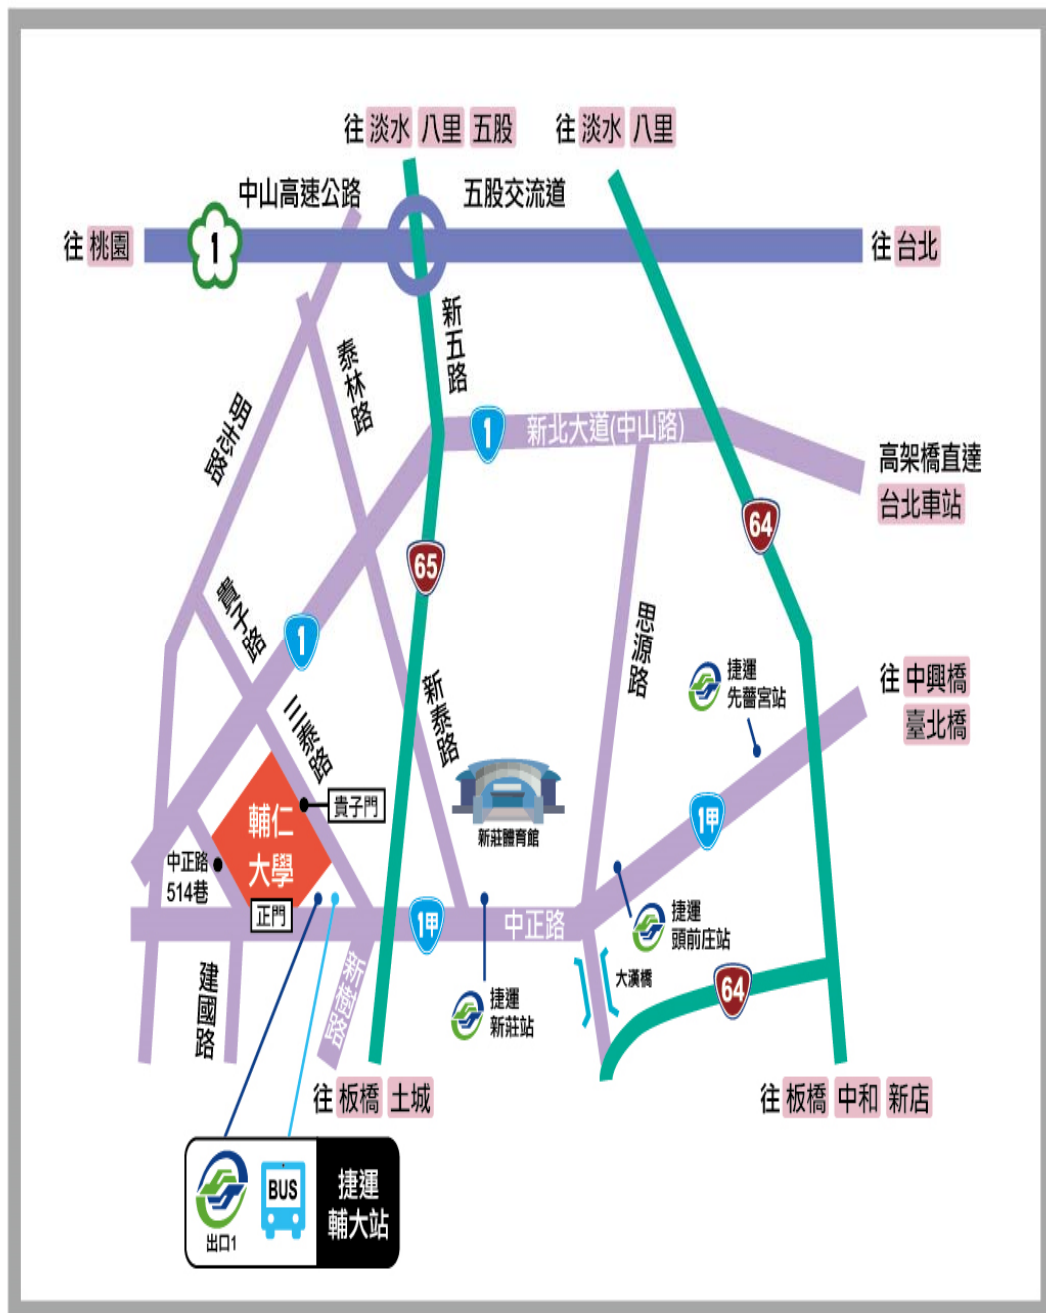 往 淡水 八里 五股
往 淡水 八里
中山高速公路
五股交流道
往 桃園
1
往 台北
新五路
泰林路
明志路
1
新北大道(中山路)
高架橋直達
台北車站
64
65
貴子路
1
思源路
捷運
先嗇宮站
往 中興橋
臺北橋
新泰路
三泰路
貴子門
輔仁
大學
新莊體育館
1甲
中正路
514巷
正門
1甲
中正路
捷運
頭前庄站
建國路
新樹路
捷運
新莊站
大漢橋
64
往 板橋 土城
往 板橋 中和 新店
BUS
出口1
捷運
輔大站